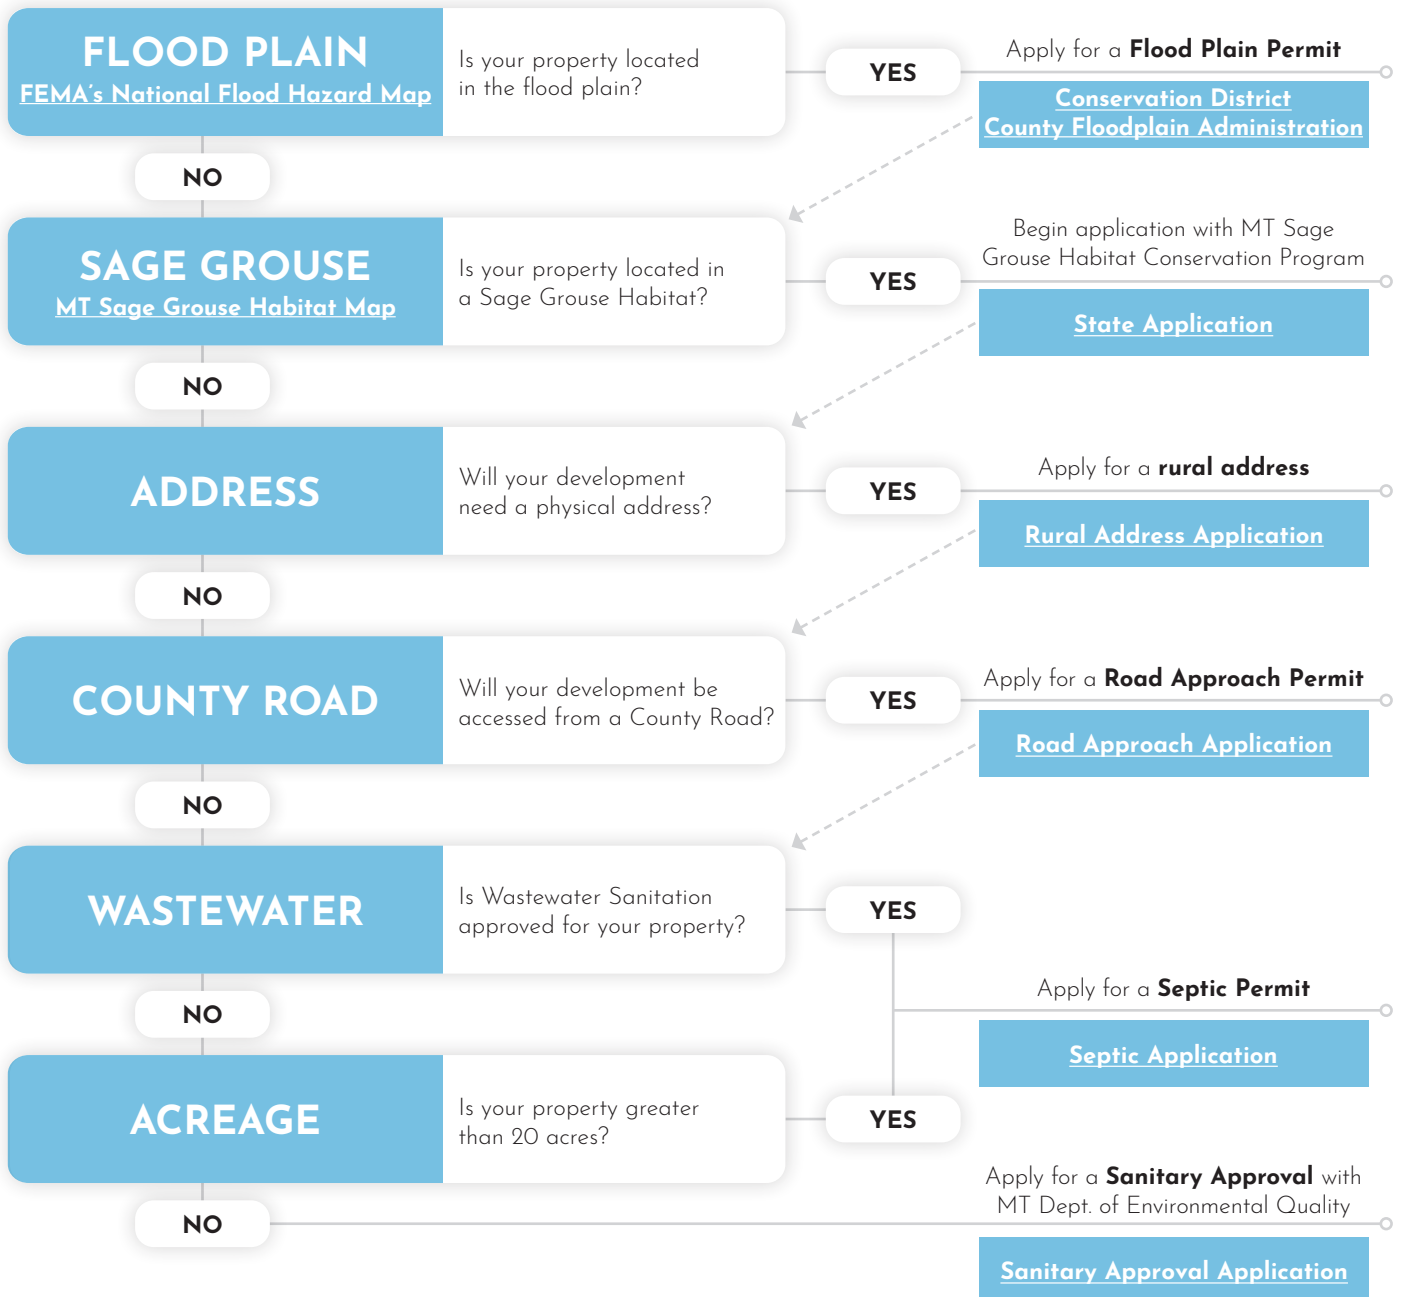 FLOOD PLAIN
FEMA's National Flood Hazard Map
Is your property located
in the flood plain?
YES
Apply for a Flood Plain Permit
Conservation District
County Floodplain Administration
NO
SAGE GROUSE
MT Sage Grouse Habitat Map
Is your property located in
a Sage Grouse Habitat?
YES
Begin application with MT Sage
Grouse Habitat Conservation Program
State Application
NO
ADDRESS
Will your development
need a physical address?
YES
Apply for a rural address
Rural Address Application
NO
COUNTY ROAD
Will your development be
accessed from a County Road?
YES
Apply for a Road Approach Permit
Road Approach Application
NO
WASTEWATER
Is Wastewater Sanitation
approved for your property?
YES
Apply for a Septic Permit
Septic Application
NO
ACREAGE
Is your property greater
than 20 acres?
YES
NO
Apply for a Sanitary Approval with
MT Dept. of Environmental Quality
Sanitary Approval Application